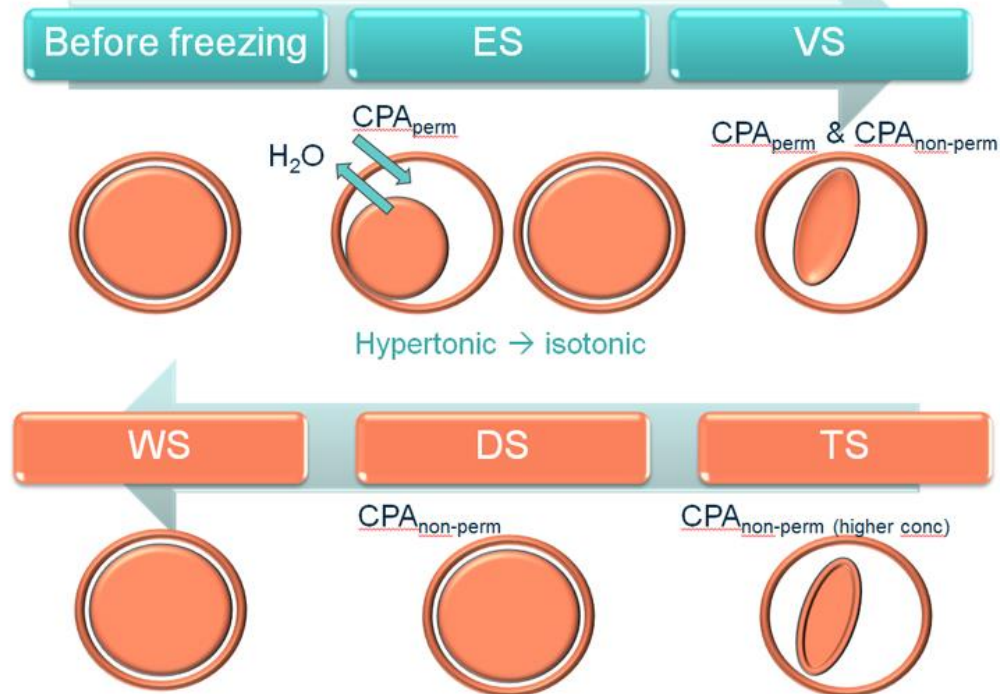 Before freezing
ES
VS
CPAperm
H2O
CPAperm & CPAnon-perm
Hypertonic → isotonic
WS
DS
TS
CPAnon-perm
CPAnon-perm (higher conc)